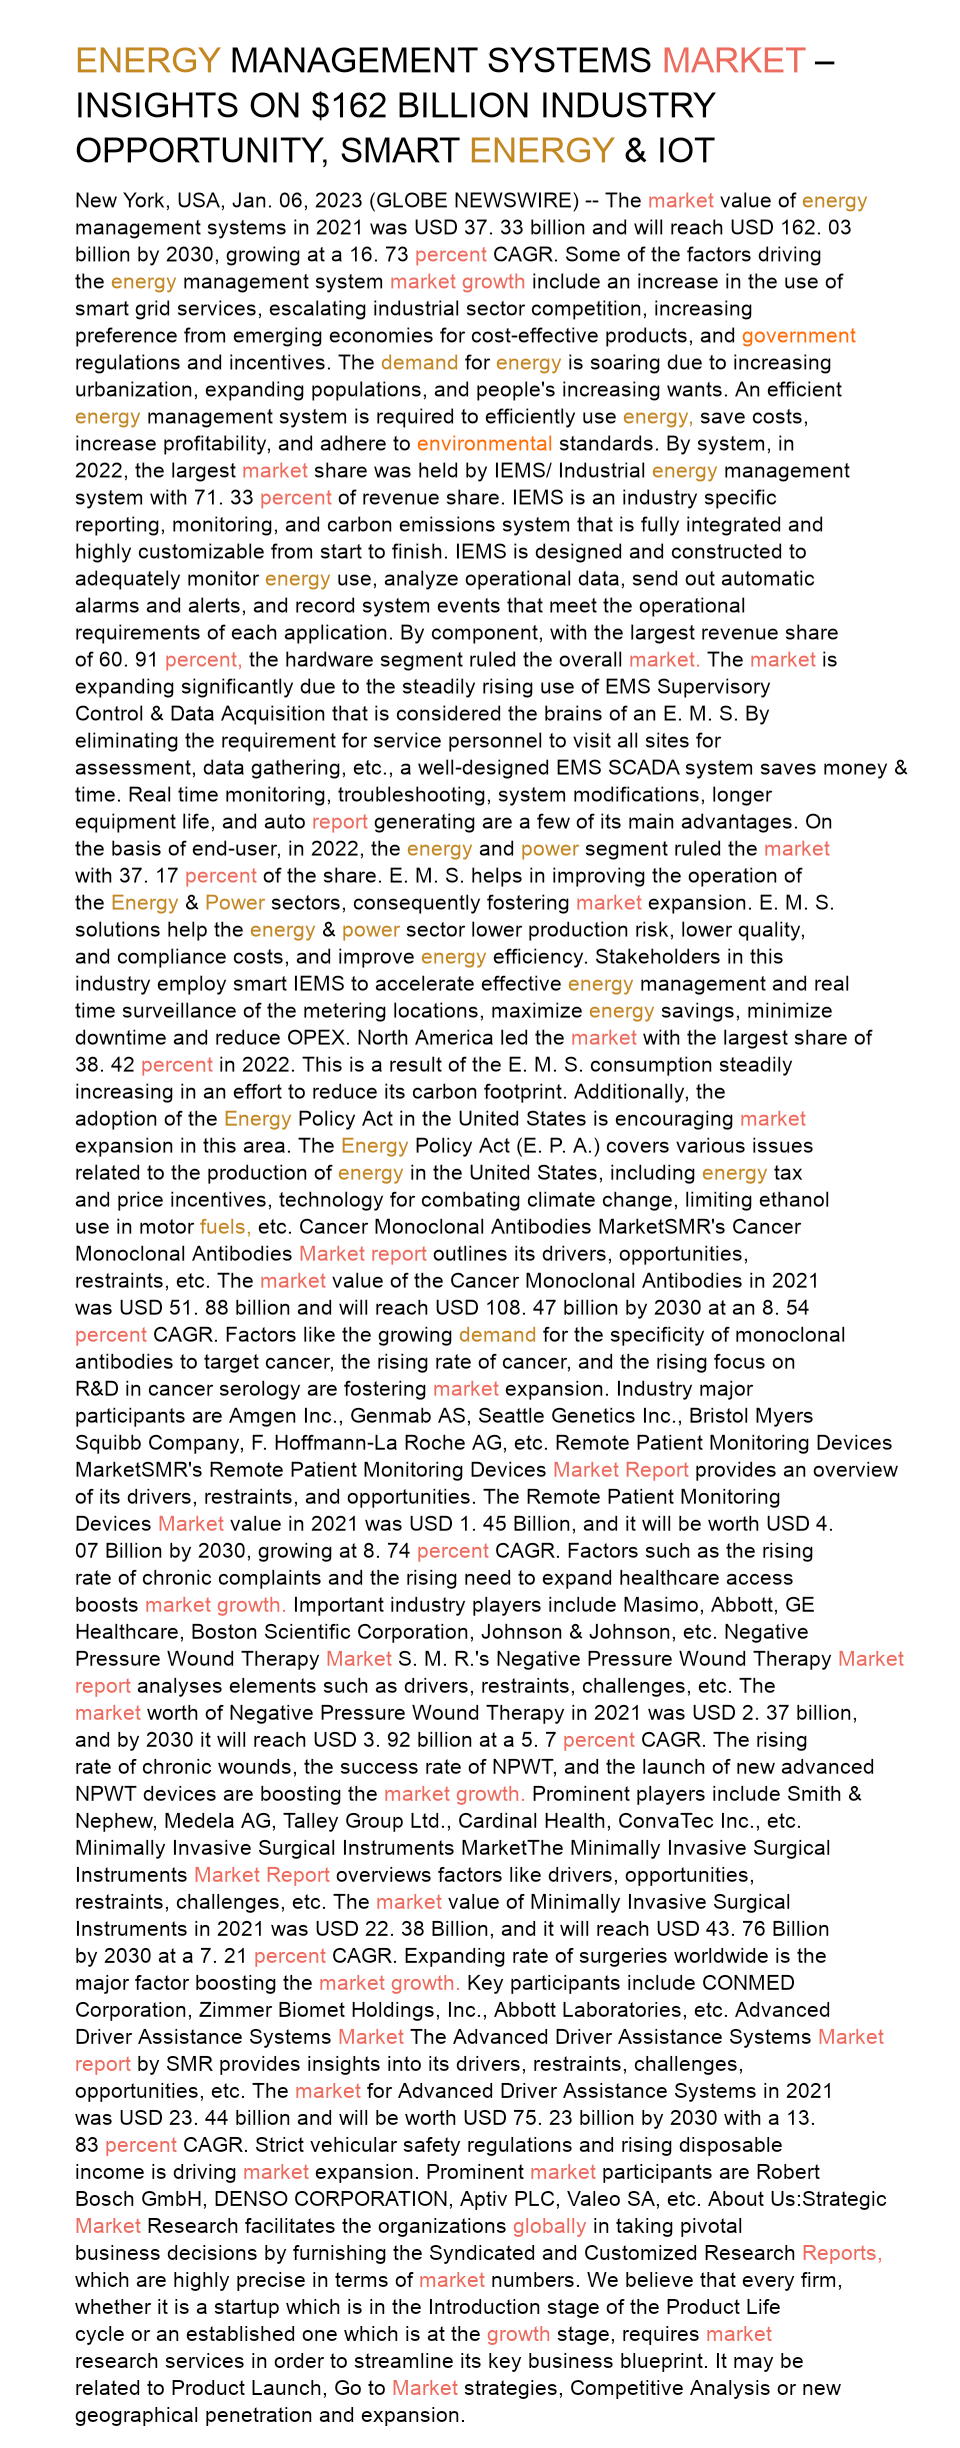 ENERGY MANAGEMENT SYSTEMS MARKET –
INSIGHTS ON $162 BILLION INDUSTRY
OPPORTUNITY, SMART ENERGY & IOT
New York, USA, Jan. 06, 2023 (GLOBE NEWSWIRE) -- The market value of energy
management systems in 2021 was USD 37. 33 billion and will reach USD 162. 03
billion by 2030, growing at a 16. 73 percent CAGR. Some of the factors driving
the energy management system market growth include an increase in the use of
smart grid services, escalating industrial sector competition, increasing
preference from emerging economies for cost-effective products, and government
regulations and incentives. The demand for energy is soaring due to increasing
urbanization, expanding populations, and people's increasing wants. An efficient
energy management system is required to efficiently use energy, save costs,
increase profitability, and adhere to environmental standards. By system, in
2022, the largest market share was held by IEMS/ Industrial energy management
system with 71. 33 percent of revenue share. IEMS is an industry specific
reporting, monitoring, and carbon emissions system that is fully integrated and
highly customizable from start to finish. IEMS is designed and constructed to
adequately monitor energy use, analyze operational data, send out automatic
alarms and alerts, and record system events that meet the operational
requirements of each application. By component, with the largest revenue share
of 60. 91 percent, the hardware segment ruled the overall market. The market is
expanding significantly due to the steadily rising use of EMS Supervisory
Control & Data Acquisition that is considered the brains of an E. M. S. By
eliminating the requirement for service personnel to visit all sites for
assessment, data gathering, etc., a well-designed EMS SCADA system saves money &
time. Real time monitoring, troubleshooting, system modifications, longer
equipment life, and auto report generating are a few of its main advantages. On
the basis of end-user, in 2022, the energy and power segment ruled the market
with 37. 17 percent of the share. E. M. S. helps in improving the operation of
the Energy & Power sectors, consequently fostering market expansion. E. M. S.
solutions help the energy & power sector lower production risk, lower quality,
and compliance costs, and improve energy efficiency. Stakeholders in this
industry employ smart IEMS to accelerate effective energy management and real
time surveillance of the metering locations, maximize energy savings, minimize
downtime and reduce OPEX. North America led the market with the largest share of
38. 42 percent in 2022. This is a result of the E. M. S. consumption steadily
increasing in an effort to reduce its carbon footprint. Additionally, the
adoption of the Energy Policy Act in the United States is encouraging market
expansion in this area. The Energy Policy Act (E. P. A.) covers various issues
related to the production of energy in the United States, including energy tax
and price incentives, technology for combating climate change, limiting ethanol
use in motor fuels, etc. Cancer Monoclonal Antibodies MarketSMR's Cancer
Monoclonal Antibodies Market report outlines its drivers, opportunities,
restraints, etc. The market value of the Cancer Monoclonal Antibodies in 2021
was USD 51. 88 billion and will reach USD 108. 47 billion by 2030 at an 8. 54
percent CAGR. Factors like the growing demand for the specificity of monoclonal
antibodies to target cancer, the rising rate of cancer, and the rising focus on
R&D in cancer serology are fostering market expansion. Industry major
participants are Amgen Inc., Genmab AS, Seattle Genetics Inc., Bristol Myers
Squibb Company, F. Hoffmann-La Roche AG, etc. Remote Patient Monitoring Devices
MarketSMR's Remote Patient Monitoring Devices Market Report provides an overview
of its drivers, restraints, and opportunities. The Remote Patient Monitoring
Devices Market value in 2021 was USD 1. 45 Billion, and it will be worth USD 4.
07 Billion by 2030, growing at 8. 74 percent CAGR. Factors such as the rising
rate of chronic complaints and the rising need to expand healthcare access
boosts market growth. Important industry players include Masimo, Abbott, GE
Healthcare, Boston Scientific Corporation, Johnson & Johnson, etc. Negative
Pressure Wound Therapy Market S. M. R.'s Negative Pressure Wound Therapy Market
report analyses elements such as drivers, restraints, challenges, etc. The
market worth of Negative Pressure Wound Therapy in 2021 was USD 2. 37 billion,
and by 2030 it will reach USD 3. 92 billion at a 5. 7 percent CAGR. The rising
rate of chronic wounds, the success rate of NPWT, and the launch of new advanced
NPWT devices are boosting the market growth. Prominent players include Smith &
Nephew, Medela AG, Talley Group Ltd., Cardinal Health, ConvaTec Inc., etc.
Minimally Invasive Surgical Instruments MarketThe Minimally Invasive Surgical
Instruments Market Report overviews factors like drivers, opportunities,
restraints, challenges, etc. The market value of Minimally Invasive Surgical
Instruments in 2021 was USD 22. 38 Billion, and it will reach USD 43. 76 Billion
by 2030 at a 7. 21 percent CAGR. Expanding rate of surgeries worldwide is the
major factor boosting the market growth. Key participants include CONMED
Corporation, Zimmer Biomet Holdings, Inc., Abbott Laboratories, etc. Advanced
Driver Assistance Systems Market The Advanced Driver Assistance Systems Market
report by SMR provides insights into its drivers, restraints, challenges,
opportunities, etc. The market for Advanced Driver Assistance Systems in 2021
was USD 23. 44 billion and will be worth USD 75. 23 billion by 2030 with a 13.
83 percent CAGR. Strict vehicular safety regulations and rising disposable
income is driving market expansion. Prominent market participants are Robert
Bosch GmbH, DENSO CORPORATION, Aptiv PLC, Valeo SA, etc. About Us:Strategic
Market Research facilitates the organizations globally in taking pivotal
business decisions by furnishing the Syndicated and Customized Research Reports,
which are highly precise in terms of market numbers. We believe that every firm,
whether it is a startup which is in the Introduction stage of the Product Life
cycle or an established one which is at the growth stage, requires market
research services in order to streamline its key business blueprint. It may be
related to Product Launch, Go to Market strategies, Competitive Analysis or new
geographical penetration and expansion.